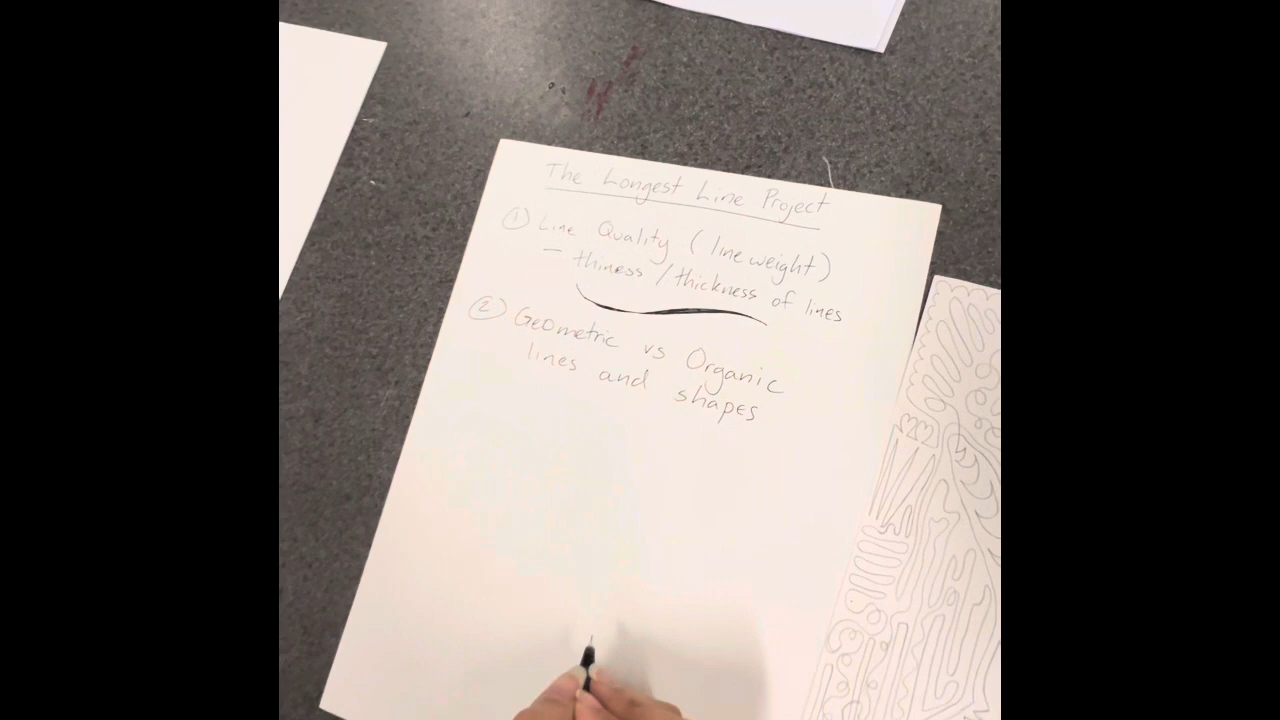 The Longest Line Project
① Line Quality (line weight)
- thiness / thickness of lines
② Geometric vs Organic
lines and shapes